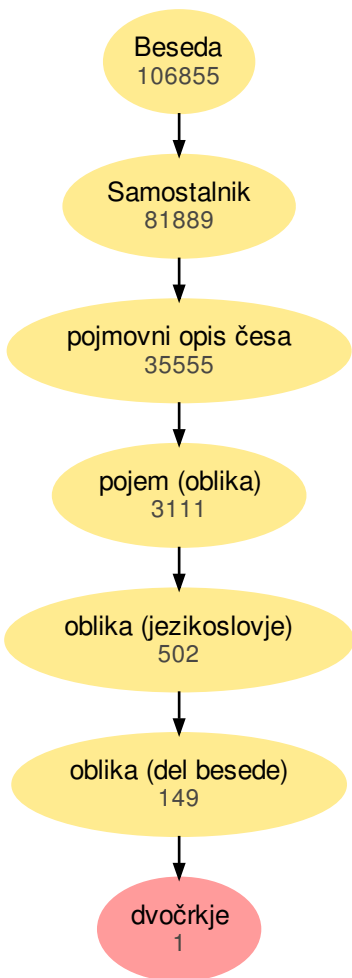 Beseda
106855
Samostalnik
81889
pojmovni opis česa
35555
pojem (oblika)
3111
oblika (jezikoslovje)
502
oblika (del besede)
149
dvočrkje
1